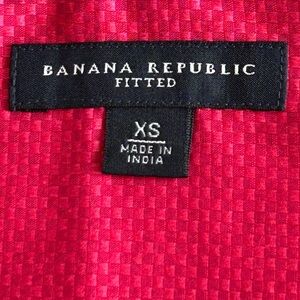 BANANA REPUBLIC
FITTED
XS
MADE IN
INDIA